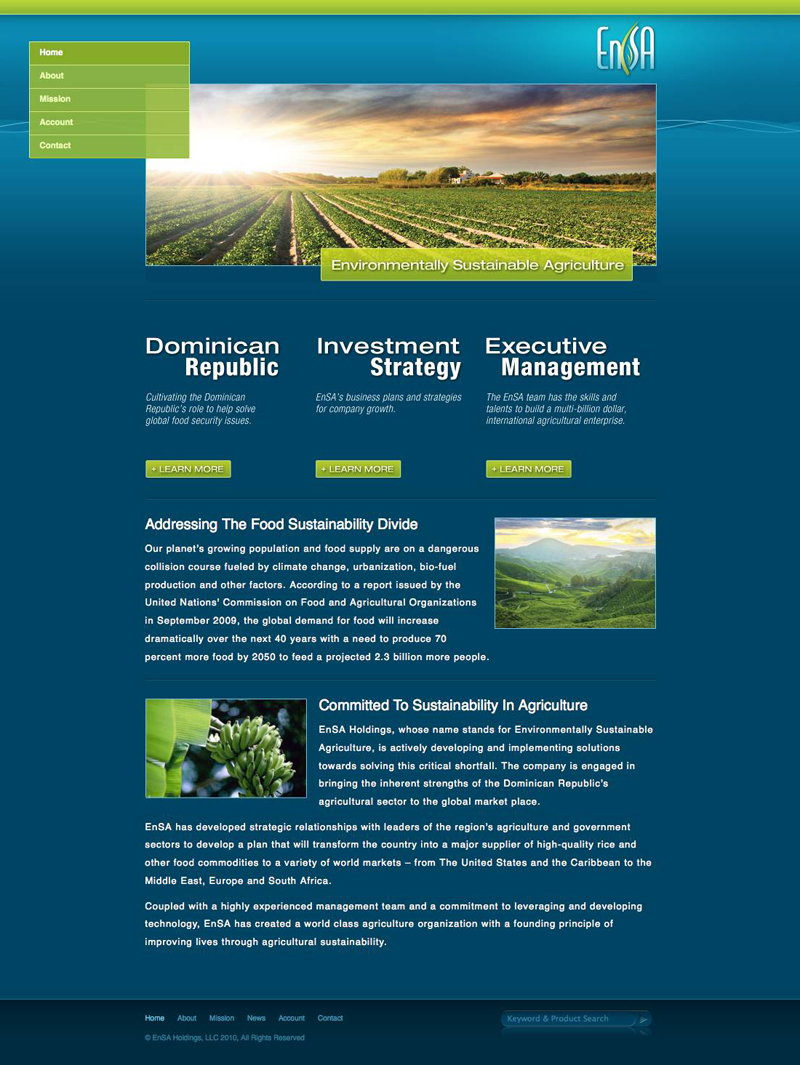 EnSA
Home
About
Mission
Account
Contact
Environmentally Sustainable Agriculture
Dominican
Republic
Cultivating the Dominican
Republic's role to help solve
global food security issues.
+ LEARN MORE
Investment
Strategy
EnSA's business plans and strategies
for company growth.
+ LEARN MORE
Executive
Management
The EnSA team has the skills and
talents to build a multi-billion dollar,
international agricultural enterprise.
+ LEARN MORE
Addressing The Food Sustainability Divide
Our planet's growing population and food supply are on a dangerous
collision course fueled by climate change, urbanization, bio-fuel
production and other factors. According to a report issued by the
United Nations' Commission on Food and Agricultural Organizations
in September 2009, the global demand for food will increase
dramatically over the next 40 years with a need to produce 70
percent more food by 2050 to feed a projected 2.3 billion more people.
Committed To Sustainability In Agriculture
EnSA Holdings, whose name stands for Environmentally Sustainable
Agriculture, is actively developing and implementing solutions
towards solving this critical shortfall. The company is engaged in
bringing the inherent strengths of the Dominican Republic's
agricultural sector to the global market place.
EnSA has developed strategic relationships with leaders of the region's agriculture and government
sectors to develop a plan that will transform the country into a major supplier of high-quality rice and
other food commodities to a variety of world markets – from The United States and the Caribbean to the
Middle East, Europe and South Africa.
Coupled with a highly experienced management team and a commitment to leveraging and developing
technology, EnSA has created a world class agriculture organization with a founding principle of
improving lives through agricultural sustainability.
Home About Mission News Account Contact
Keyword & Product Search
© EnSA Holdings, LLC 2010, All Rights Reserved